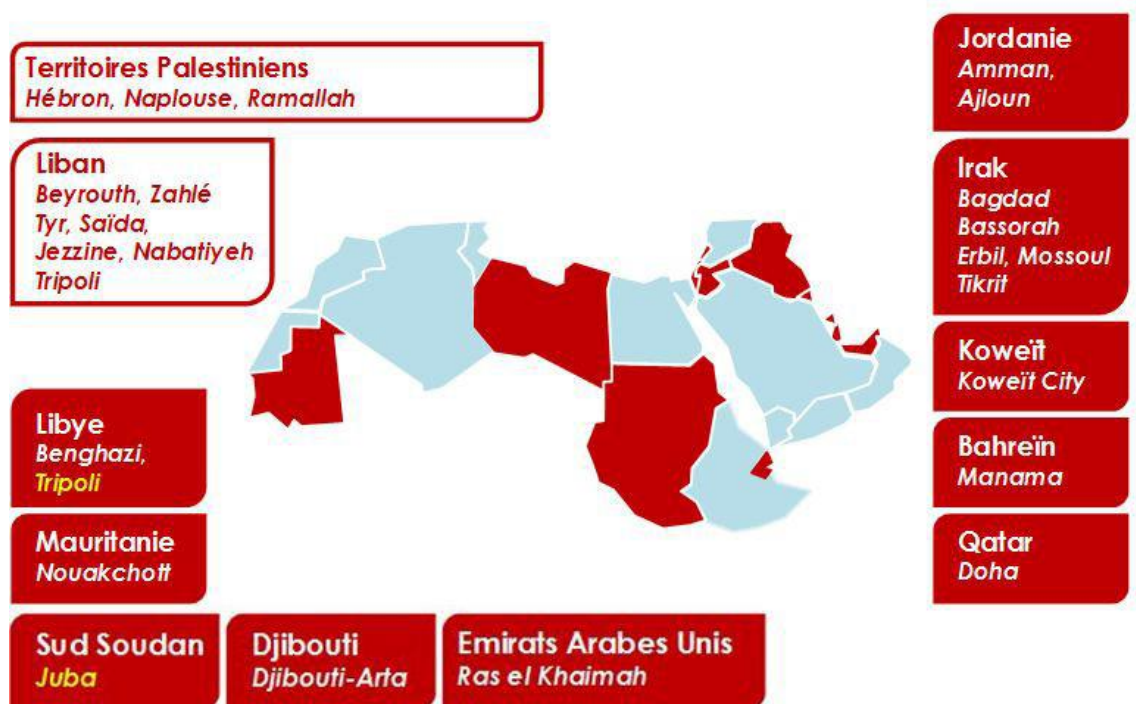 Territoires Palestiniens
Hébron, Naplouse, Ramallah
Liban
Beyrouth, Zahlé
Tyr, Saïda,
Jezzine, Nabatiyeh
Tripoli
Libye
Benghazi,
Tripoli
Mauritanie
Nouakchott
Sud Soudan
Juba
Djibouti
Djibouti-Arta
Emirats Arabes Unis
Ras el Khaimah
Jordanie
Amman,
Ajloun
Irak
Bagdad
Bassorah
Erbil, Mossoul
Tikrit
Koweït
Koweït City
Bahreïn
Manama
Qatar
Doha